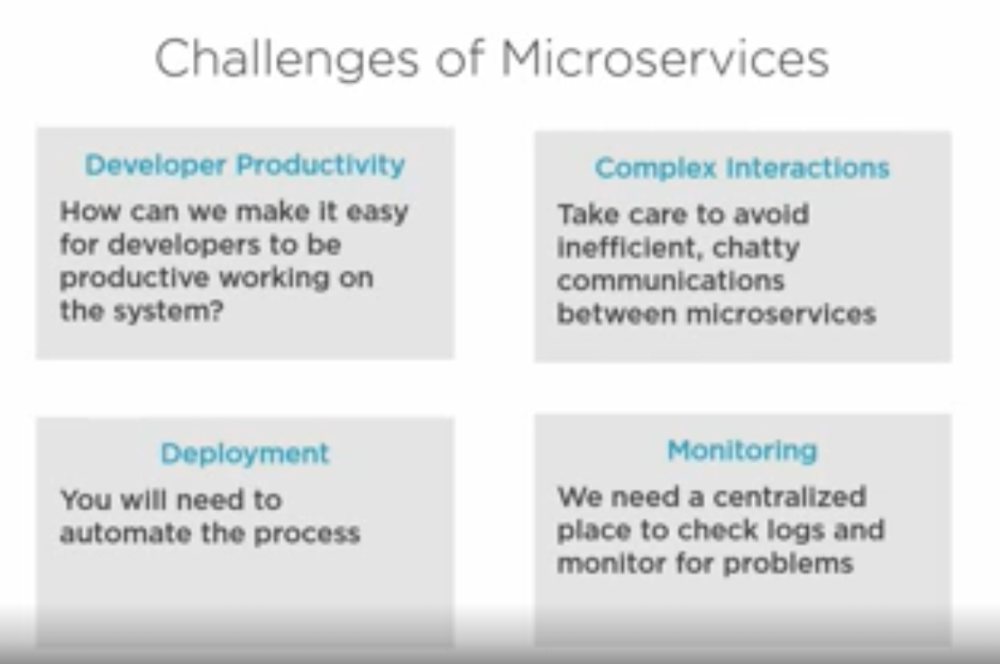 Challenges of Microservices
Developer Productivity
How can we make it easy
for developers to be
productive working on
the system?
Complex Interactions
Take care to avoid
inefficient, chatty
communications
between microservices
Deployment
You will need to
automate the process
Monitoring
We need a centralized
place to check logs and
monitor for problems